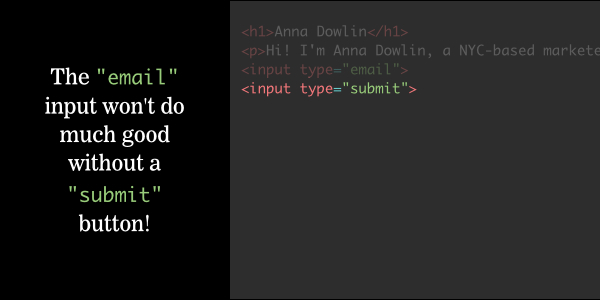 The "email"
input won't do
much good
without a
"submit"
button!
<h1>Anna Dowlin</h1>
<p>Hi! I'm Anna Dowlin, a NYC-based markete
<input type="email">
<input type="submit">